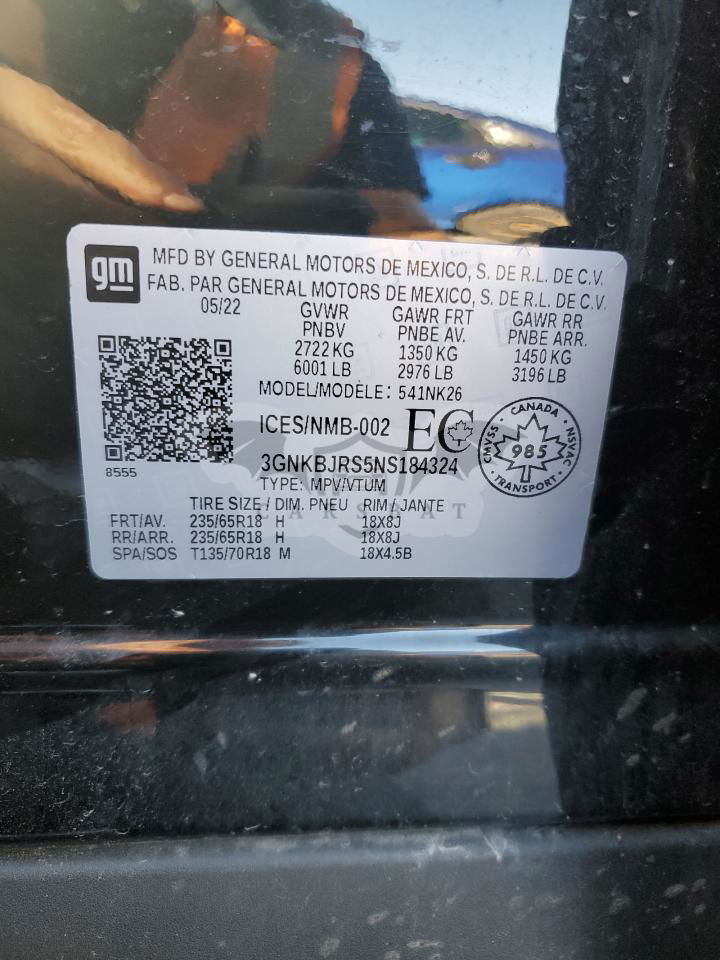 gm
MFD BY GENERAL MOTORS DE MEXICO, S. DE R.L. DE C.V.
FAB. PAR GENERAL MOTORS DE MEXICO, S. DE R.L. DE C.V.
05/22 GVWR GAWR FRT GAWR RR
PNBV PNBE AV. PNBE ARR.
2722 KG 1350 KG 1450 KG
6001 LB 2976 LB 3196 LB
MODEL/MODÈLE: 541NK26
ICES/NMB-002 EC
CANADA
CMVSS NSVAC
985
TRANSPORT
8555
3GNKBJRS5NS184324
TYPE: MPV/VTUM
TIRE SIZE / DIM. PNEU RIM / JANTE
FRT/AV. 235/65R18 H 18X8J
RR/ARR. 235/65R18 H 18X8J
SPA/SOS T135/70R18 M 18X4.5B